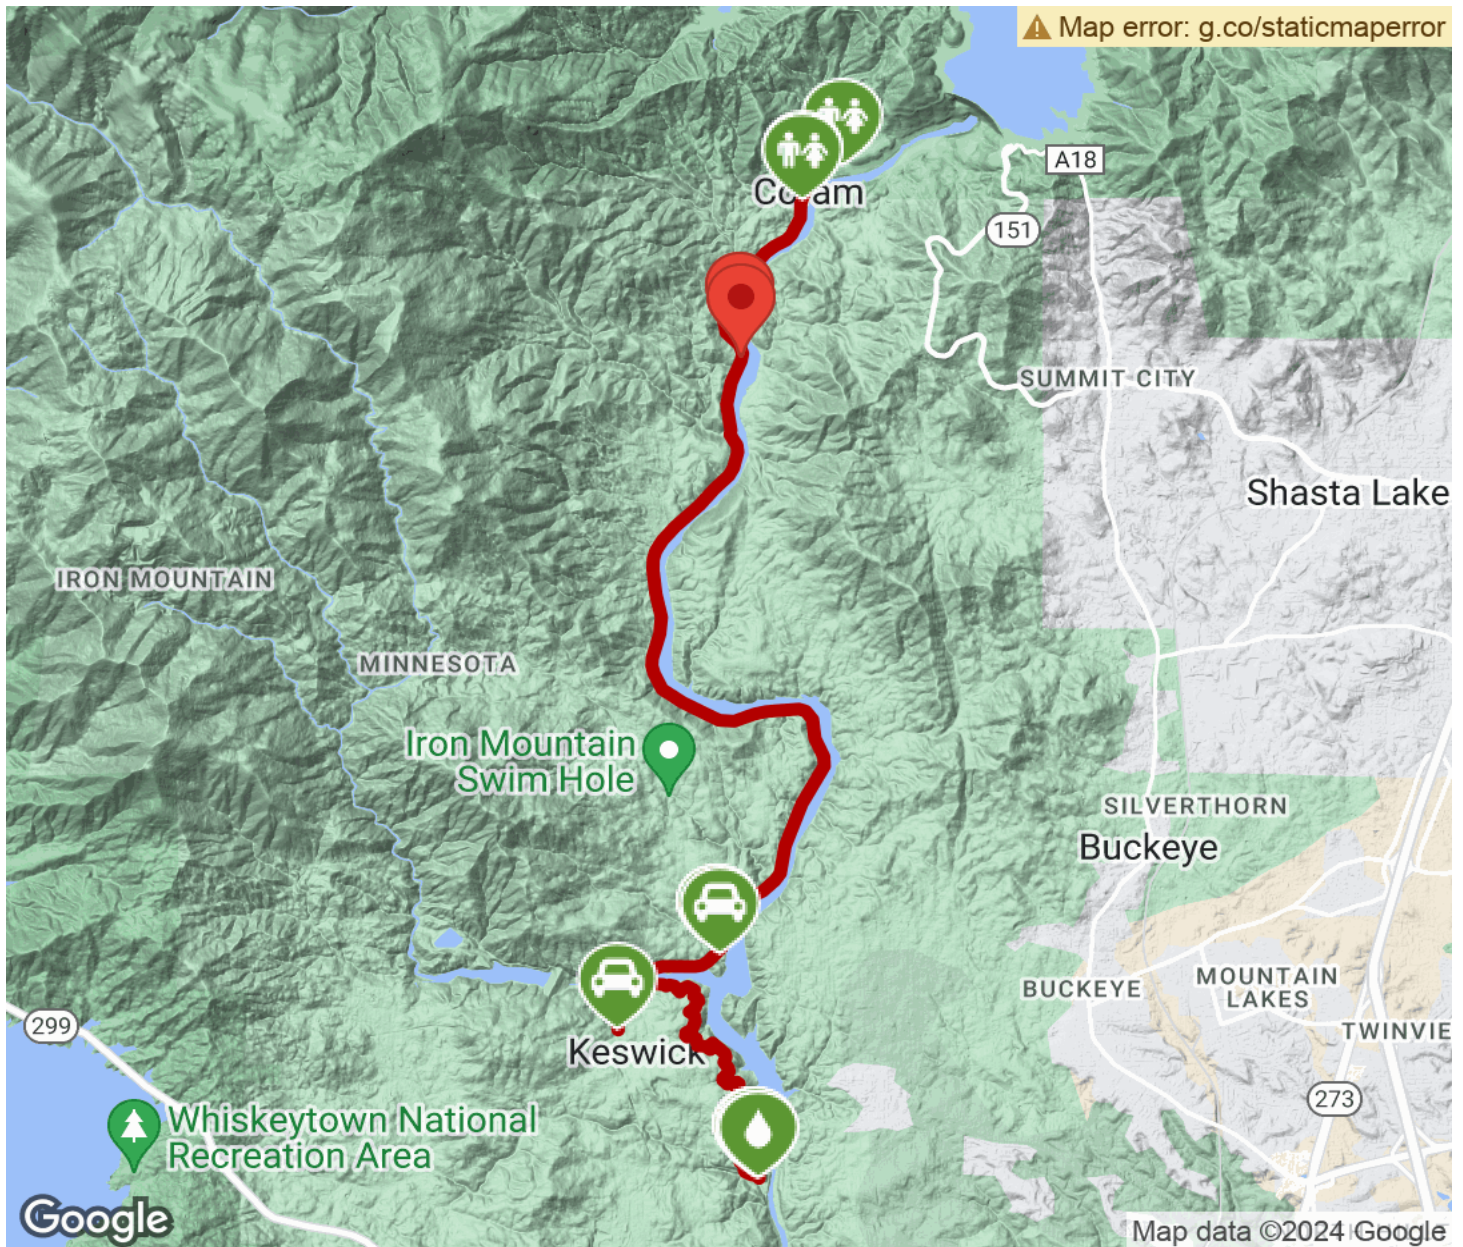 Map error: g.co/staticmaperror
A18
Coram
151
SUMMIT CITY
Shasta Lake
IRON MOUNTAIN
MINNESOTA
Iron Mountain
Swim Hole
SILVERTHORN
Buckeye
BUCKEYE
MOUNTAIN
LAKES
299
TWINVIE
Keswick
273
Whiskeytown National
Recreation Area
Google
Map data ©2024 Google